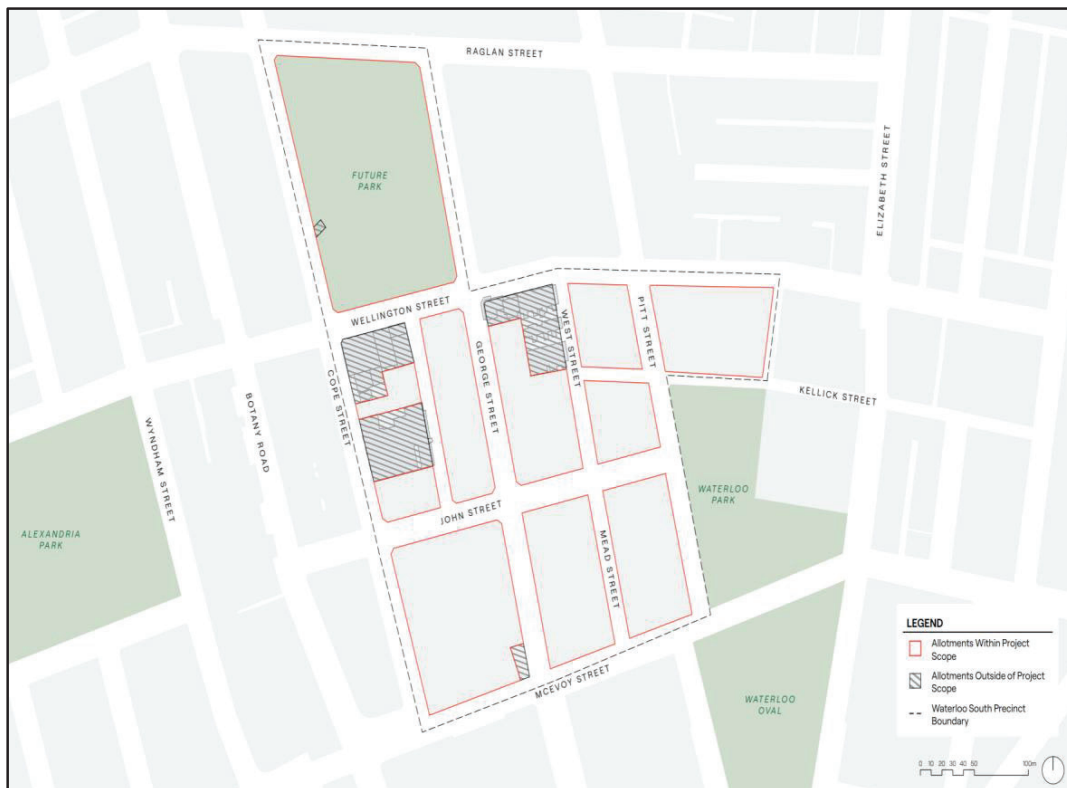 RAGLAN STREET
ELIZABETH STREET
FUTURE
PARK
WELLINGTON STREET
PITT STREET
WEST STREET
GEORGE STREET
COPE STREET
KELLICK STREET
BOTANY ROAD
WYNDHAM STREET
WATERLOO
PARK
JOHN STREET
ALEXANDRIA
PARK
MEAD STREET
MCEVOY STREET
WATERLOO
OVAL
LEGEND
Allotments Within Project
Scope
Allotments Outside of Project
Scope
Waterloo South Precinct
Boundary
0 10 20 30 40 50 100m